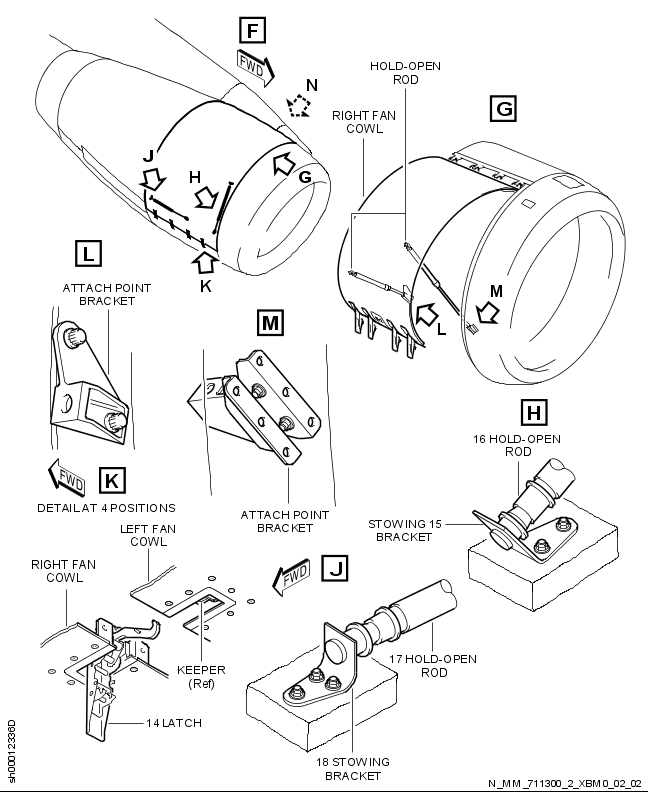 F
FWD
N
HOLD-OPEN
ROD
G
RIGHT FAN
COWL
J
H
G
K
L
M
L
ATTACH POINT
BRACKET
M
H
16 HOLD-OPEN
ROD
FWD
K
DETAIL AT 4 POSITIONS
ATTACH POINT
BRACKET
STOWING 15
BRACKET
LEFT FAN
COWL
RIGHT FAN
COWL
FWD
J
KEEPER
(Ref)
17 HOLD-OPEN
ROD
14 LATCH
18 STOWING
BRACKET
sh00012336D
N_MM_711300_2_XBM0_02_02